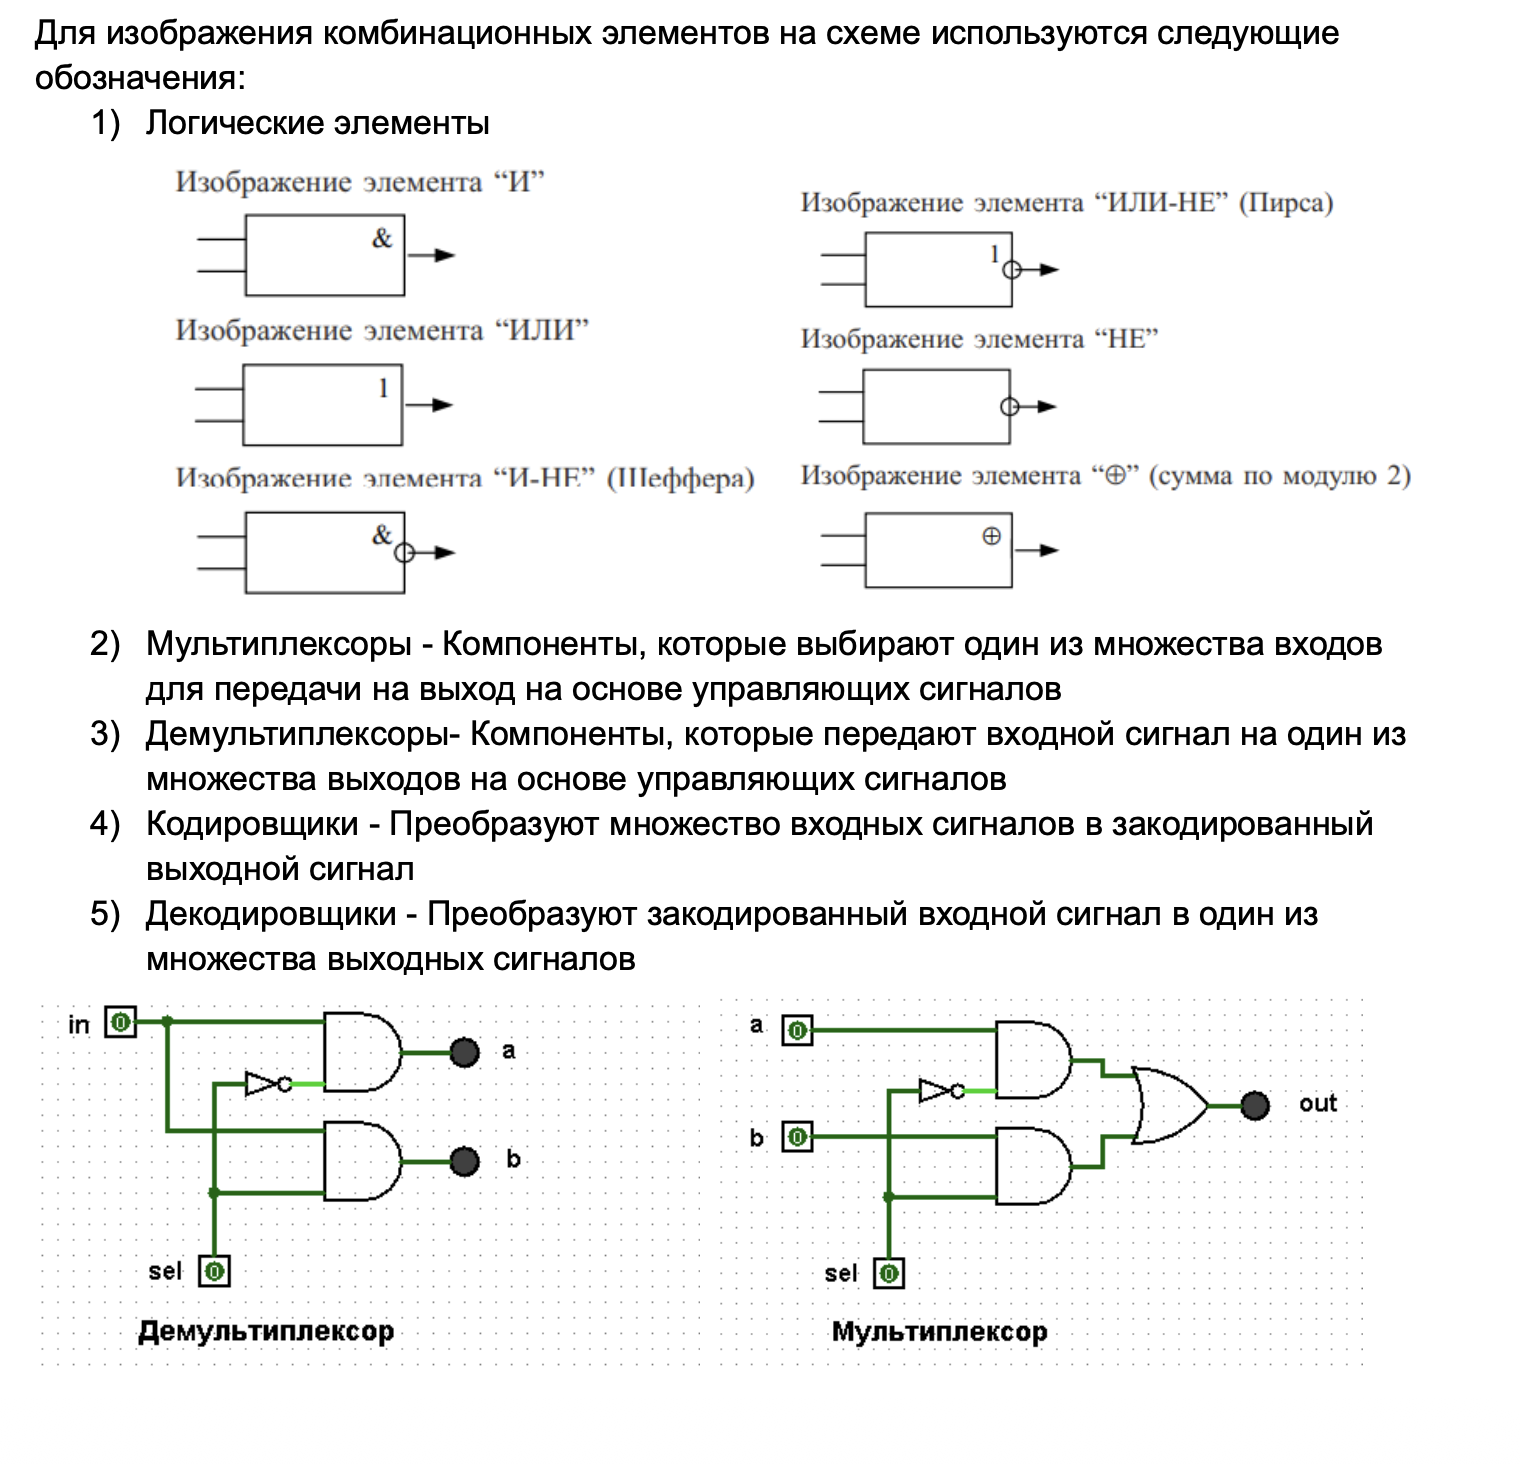 Для изображения комбинационных элементов на схеме используются следующие
обозначения:
1) Логические элементы
Изображение элемента “И”
&
Изображение элемента “ИЛИ”
1
Изображение элемента “И-НЕ” (Шеффера)
&
Изображение элемента “ИЛИ-НЕ” (Пирса)
1
Изображение элемента “НЕ”
Изображение элемента “⊕” (сумма по модулю 2)
⊕
2) Мультиплексоры - Компоненты, которые выбирают один из множества входов
для передачи на выход на основе управляющих сигналов
3) Демультиплексоры- Компоненты, которые передают входной сигнал на один из
множества выходов на основе управляющих сигналов
4) Кодировщики - Преобразуют множество входных сигналов в закодированный
выходной сигнал
5) Декодировщики - Преобразуют закодированный входной сигнал в один из
множества выходных сигналов
in 0
a
b
sel 0
Демультиплексор
a 0
b 0
out
sel 0
Мультиплексор